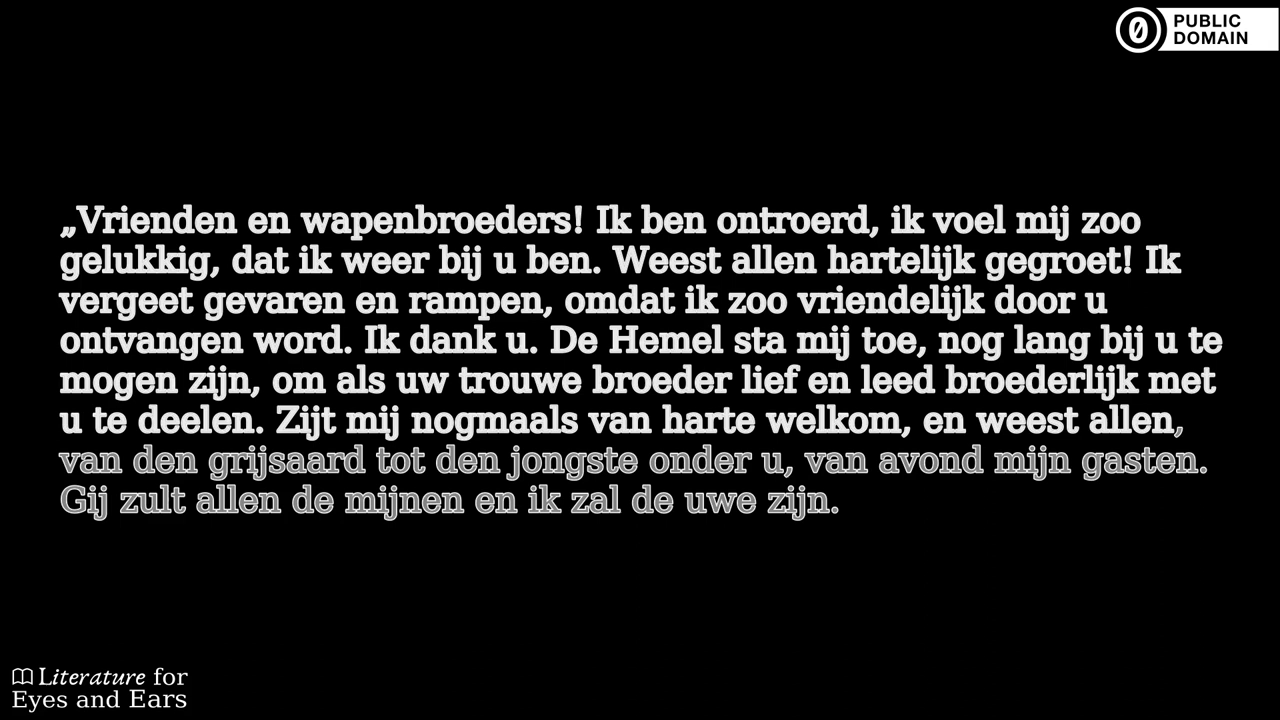 PUBLIC
DOMAIN
„Vrienden en wapenbroeders! Ik ben ontroerd, ik voel mij zoo
gelukkig, dat ik weer bij u ben. Weest allen hartelijk gegroet! Ik
vergeet gevaren en rampen, omdat ik zoo vriendelijk door u
ontvangen word. Ik dank u. De Hemel sta mij toe, nog lang bij u te
mogen zijn, om als uw trouwe broeder lief en leed broederlijk met
u te deelen. Zijt mij nogmaals van harte welkom, en weest allen,
van den grijsaard tot den jongste onder u, van avond mijn gasten.
Gij zult allen de mijnen en ik zal de uwe zijn.
Literature for
Eyes and Ears